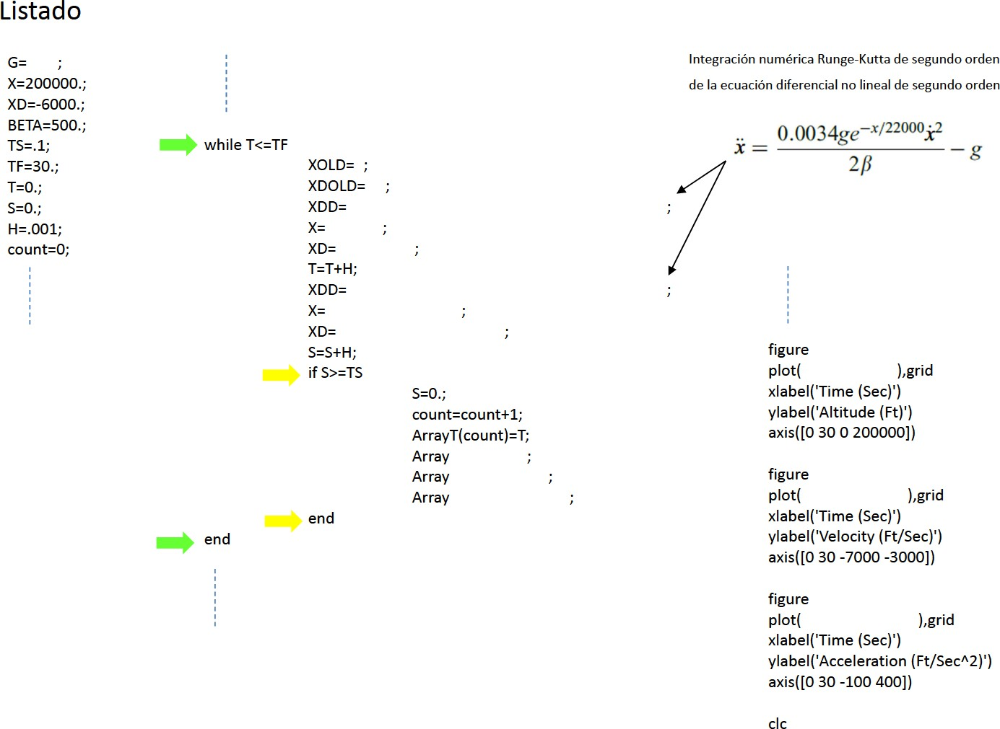 Listado
G= ;
X=200000.;
XD=-6000.;
BETA=500.;
TS=.1;
TF=30.;
T=0.;
S=0.;
H=.001;
count=0;
while T<=TF
XOLD= ;
XDOLD= ;
XDD= ;
X= ;
XD= ;
T=T+H;
XDD= ;
X= ;
XD= ;
S=S+H;
if S>=TS
S=0.;
count=count+1;
ArrayT(count)=T;
Array ;
Array ;
Array ;
end
end
Integración numérica Runge-Kutta de segundo orden
de la ecuación diferencial no lineal de segundo orden
ẍ = \frac{0.0034ge^{-x/22000}ẋ^2}{2β} − g
figure
plot( ),grid
xlabel('Time (Sec)')
ylabel('Altitude (Ft)')
axis([0 30 0 200000])
figure
plot( ),grid
xlabel('Time (Sec)')
ylabel('Velocity (Ft/Sec)')
axis([0 30 -7000 -3000])
figure
plot( ),grid
xlabel('Time (Sec)')
ylabel('Acceleration (Ft/Sec^2)')
axis([0 30 -100 400])
clc